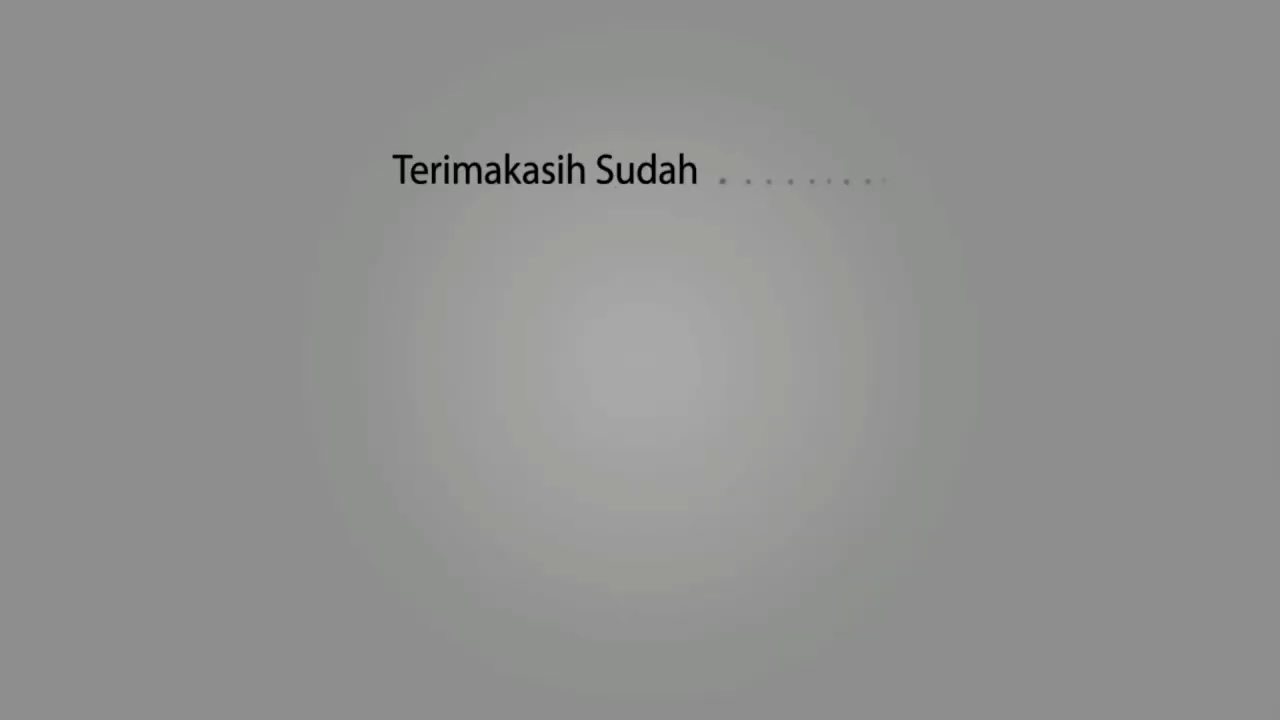 Terimakasih Sudah . . . . . . . .